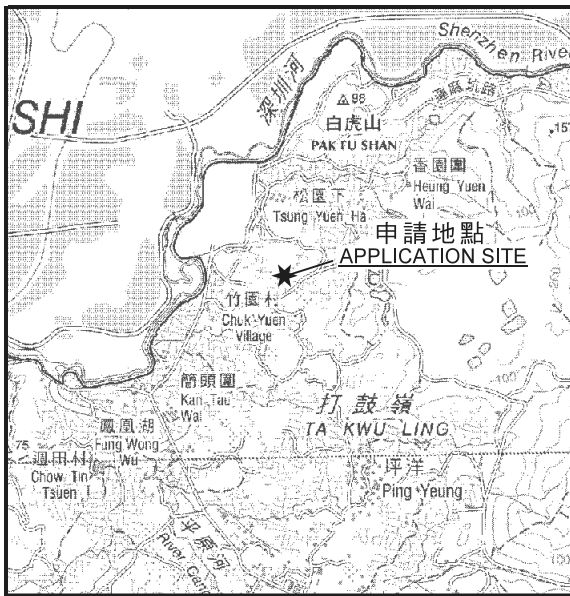 Shenzhen River
深圳河
SHI
98
白虎山
PAK FU SHAN
香園圍
Heung Yuen
Wai
松園下
Tsung Yuen Ha
100
申請地點
APPLICATION SITE
竹園村
Chuk Yuen
Village
簡頭圍
Kan Tau
Wai
100
打鼓嶺
TA KWU LING
鳳凰湖
Fung Wong
Wu
75
週田村
Chow Tin
Tsuen
坪洋
Ping Yeung
平原河